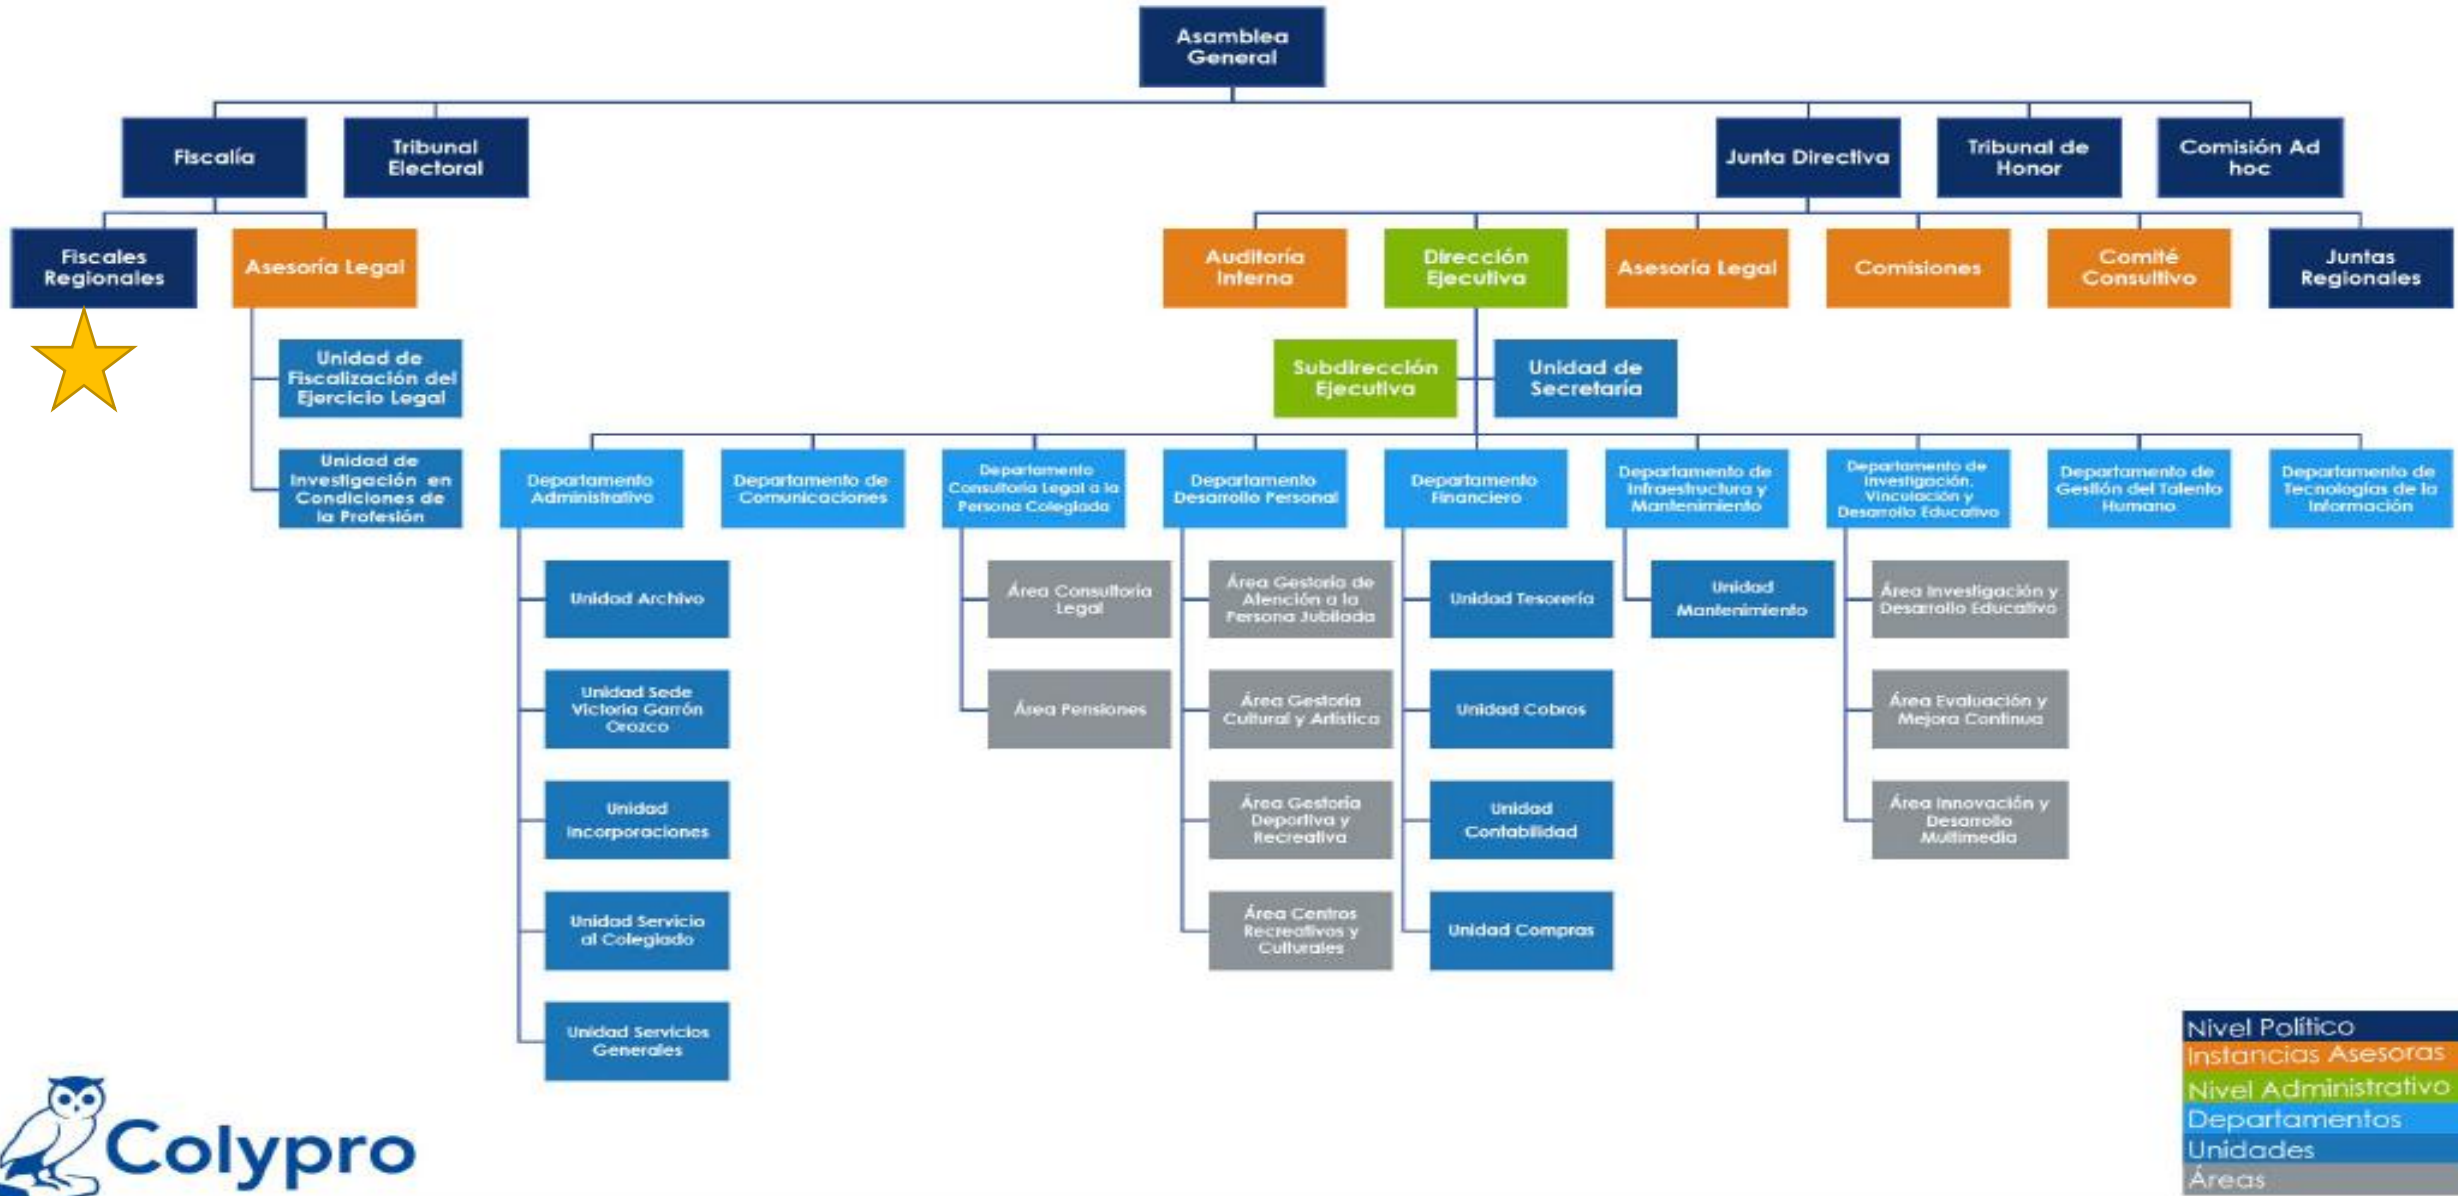 Asamblea
General
Fiscalía
Tribunal
Electoral
Junta Directiva
Tribunal de
Honor
Comisión Ad
hoc
Fiscales
Regionales
Asesoría Legal
Auditoría
Interna
Dirección
Ejecutiva
Asesoría Legal
Comisiones
Comité
Consultivo
Juntas
Regionales
Unidad de
Fiscalización del
Ejercicio Legal
Subdirección
Ejecutiva
Unidad de
Secretaría
Unidad de
Investigación en
Condiciones de
la Profesión
Departamento
Administrativo
Departamento de
Comunicaciones
Departamento
Consultoría Legal a la
Persona Colegiada
Departamento
Desarrollo Personal
Departamento
Financiero
Departamento de
Infraestructura y
Mantenimiento
Departamento de
Investigación,
Vinculación y
Desarrollo Educativo
Departamento de
Gestión del Talento
Humano
Departamento de
Tecnologías de la
Información
Unidad Archivo
Área Consultoría
Legal
Área Gestoría de
Atención a la
Persona Jubilada
Unidad Tesorería
Unidad
Mantenimiento
Área Investigación y
Desarrollo Educativo
Unidad Sede
Victoria Garrón
Orozco
Área Pensiones
Área Gestoría
Cultural y Artística
Unidad Cobros
Área Evaluación y
Mejora Continua
Unidad
Incorporaciones
Área Gestoría
Deportiva y
Recreativa
Unidad
Contabilidad
Área Innovación y
Desarrollo
Multimedia
Unidad Servicio
al Colegiado
Área Centros
Recreativos y
Culturales
Unidad Compras
Unidad Servicios
Generales
Nivel Político
Instancias Asesoras
Nivel Administrativo
Departamentos
Unidades
Áreas
Colypro